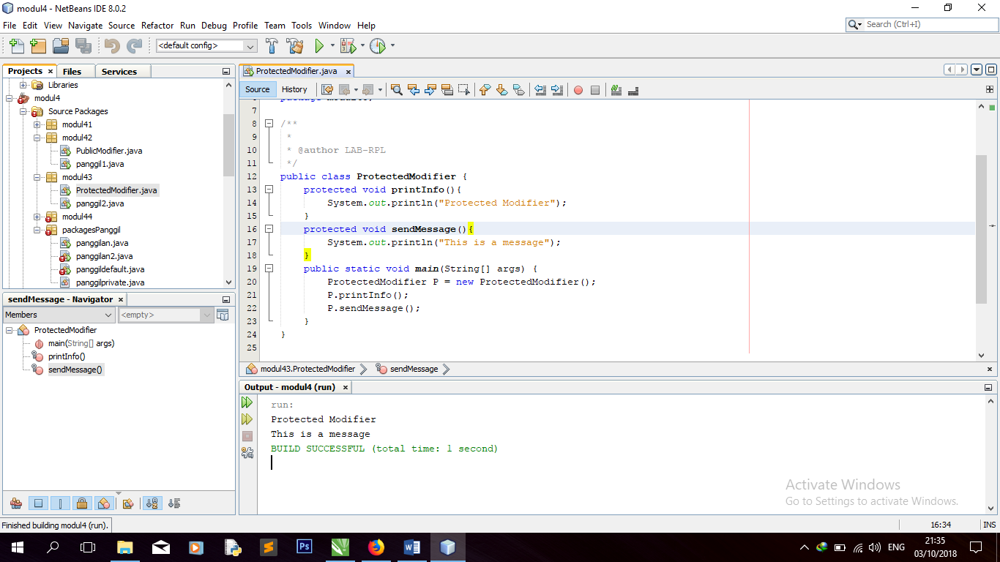 modul4 - NetBeans IDE 8.0.2
File Edit View Navigate Source Refactor Run Debug Profile Team Tools Window Help
Search (Ctrl+I)
<default config>
Projects × Files Services
Libraries
modul4
Source Packages
modul41
modul42
PublicModifier.java
panggil1.java
modul43
ProtectedModifier.java
panggil2.java
modul44
packagesPanggil
panggilan.java
panggilan2.java
panggildefault.java
panggilprivate.java
sendMessage - Navigator ×
Members <empty>
ProtectedModifier
main(String[] args)
printInfo()
sendMessage()
ProtectedModifier.java ×
Source History
7
8 /**
9 *
10 * @author LAB-RPL
11 */
12 public class ProtectedModifier {
13 protected void printInfo(){
14 System.out.println("Protected Modifier");
15 }
16 protected void sendMessage(){
17 System.out.println("This is a message");
18 }
19 public static void main(String[] args) {
20 ProtectedModifier P = new ProtectedModifier();
21 P.printInfo();
22 P.sendMessage();
23 }
24 }
25
modul43.ProtectedModifier sendMessage
Output - modul4 (run) ×
run:
Protected Modifier
This is a message
BUILD SUCCESSFUL (total time: 1 second)
Activate Windows
Go to Settings to activate Windows.
Finished building modul4 (run).
16:34 INS
Ps
ENG
21:35
03/10/2018